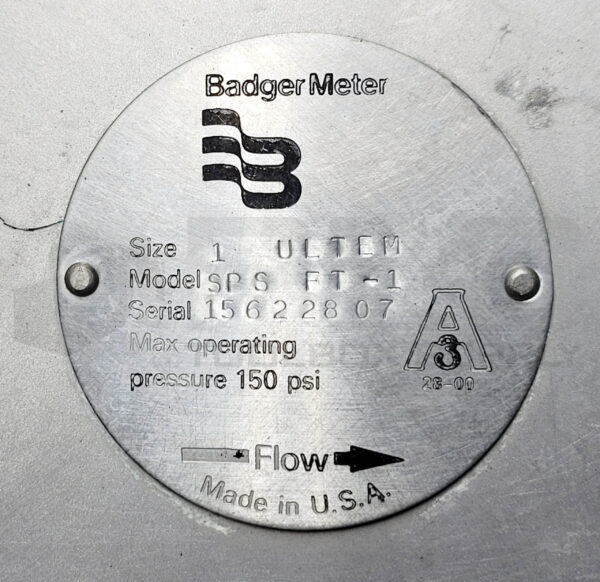 Badger Meter
Size 1 ULTEM
Model SPS FT-1
Serial 15622807
Max operating
pressure 150 psi
A
3
28-00
Flow
Made in U.S.A.